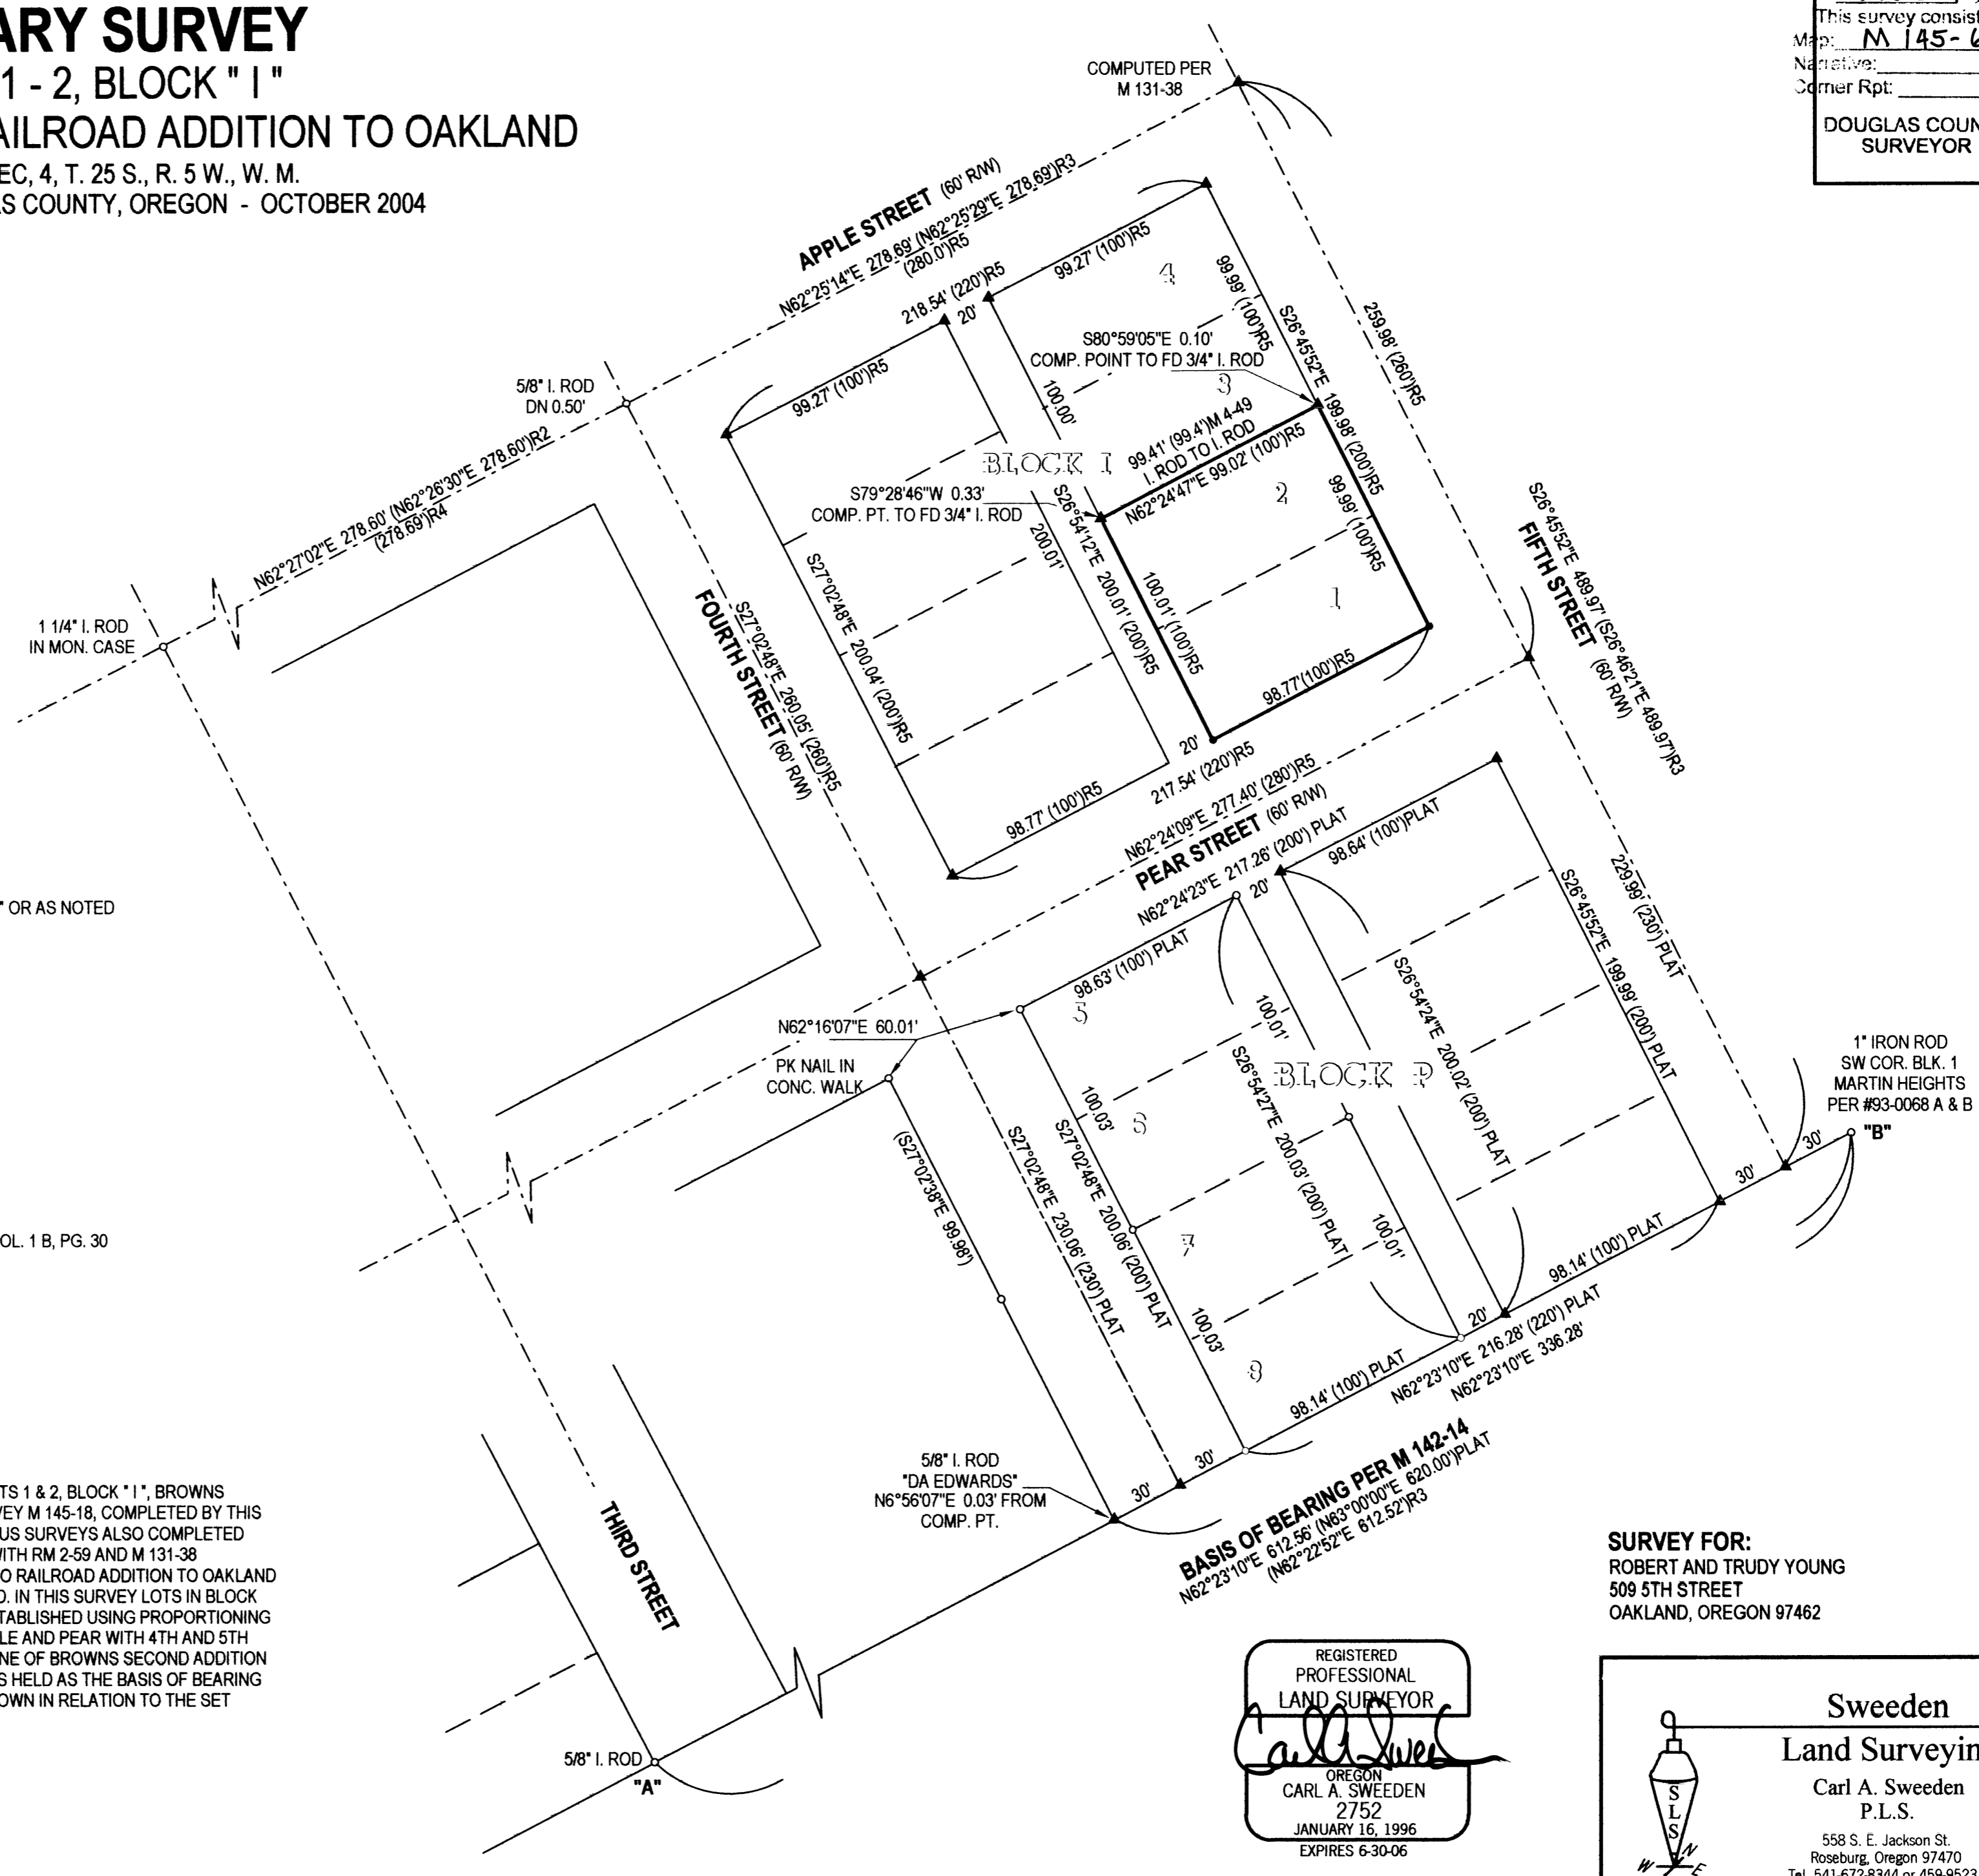 ARY SURVEY
1 - 2, BLOCK " I "
AILROAD ADDITION TO OAKLAND
EC, 4, T. 25 S., R. 5 W., W. M.
AS COUNTY, OREGON - OCTOBER 2004
This survey consist
Map: M 145-6
Narrative:
Corner Rpt:
DOUGLAS COUN
SURVEYOR
COMPUTED PER
M 131-38
APPLE STREET (60' R/W)
N62°25'14"E 278.69' (N62°25'29"E 278.69')R3
(280.0')R5
218.54' (220')R5
20'
99.27' (100')R5
4
99.99' (100')R5
S26°45'52"E 199.98' (200')R5
259.98' (260')R5
S80°59'05"E 0.10'
COMP. POINT TO FD 3/4" I. ROD
3
5/8" I. ROD
DN 0.50'
99.27' (100')R5
100.00'
BLOCK I
99.41' (99.4')M 4-49
I. ROD TO I. ROD
N62°24'47"E 99.02' (100')R5
2
99.99' (100')R5
S79°28'46"W 0.33'
COMP. PT. TO FD 3/4" I. ROD
N62°27'02"E 278.60' (N62°26'30"E 278.60')R2
(278.69')R4
200.01'
S26°54'12"E 200.01' (200')R5
100.01' (100')R5
1
S26°45'52"E 489.97' (S26°46'21"E 489.97')R3
FIFTH STREET (60' R/W)
1 1/4" I. ROD
IN MON. CASE
FOURTH STREET (60' R/W)
S27°02'48"E 260.05' (260')R5
S27°02'48"E 200.04' (200')R5
98.77'(100')R5
20'
217.54' (220')R5
98.77' (100')R5
N62°24'09"E 277.40' (280')R5
PEAR STREET (60' R/W)
N62°24'23"E 217.26' (200') PLAT
20'
98.64' (100')PLAT
229.99' (230') PLAT
S26°45'52"E 199.99' (200') PLAT
" OR AS NOTED
98.63' (100') PLAT
5
N62°16'07"E 60.01'
PK NAIL IN
CONC. WALK
100.01'
S26°54'24"E 200.02' (200') PLAT
BLOCK P
S26°54'27"E 200.03' (200') PLAT
1" IRON ROD
SW COR. BLK. 1
MARTIN HEIGHTS
PER #93-0068 A & B
"B"
30'
30'
100.03'
6
(S27°02'38"E 99.98')
S27°02'48"E 230.06' (230') PLAT
S27°02'48"E 200.06' (200') PLAT
7
100.01'
OL. 1 B, PG. 30
100.03'
8
98.14' (100') PLAT
20'
98.14' (100') PLAT
N62°23'10"E 216.28' (220') PLAT
N62°23'10"E 336.28'
5/8" I. ROD
"DA EDWARDS"
N6°56'07"E 0.03' FROM
COMP. PT.
30'
30'
BASIS OF BEARING PER M 142-14
N62°23'10"E 612.56' (N63°00'00"E 620.00')PLAT
(N62°22'52"E 612.52')R3
TS 1 & 2, BLOCK " I ", BROWNS
VEY M 145-18, COMPLETED BY THIS
US SURVEYS ALSO COMPLETED
WITH RM 2-59 AND M 131-38
O RAILROAD ADDITION TO OAKLAND
D. IN THIS SURVEY LOTS IN BLOCK
TABLISHED USING PROPORTIONING
LE AND PEAR WITH 4TH AND 5TH
NE OF BROWNS SECOND ADDITION
S HELD AS THE BASIS OF BEARING
OWN IN RELATION TO THE SET
THIRD STREET
5/8" I. ROD
"A"
SURVEY FOR:
ROBERT AND TRUDY YOUNG
509 5TH STREET
OAKLAND, OREGON 97462
REGISTERED
PROFESSIONAL
LAND SURVEYOR
Carl A Sweeden
OREGON
CARL A. SWEEDEN
2752
JANUARY 16, 1996
EXPIRES 6-30-06
Sweeden
Land Surveyin
Carl A. Sweeden
P.L.S.
558 S. E. Jackson St.
Roseburg, Oregon 97470
Tel. 541-672-8344 or 459-9523
S
L
S
W
N
E